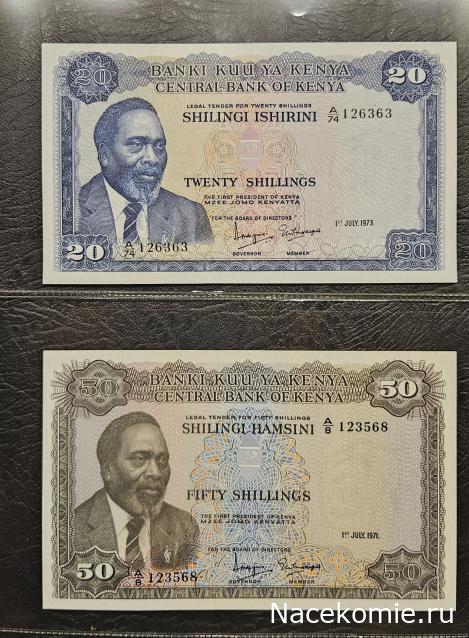 20 BANKI KUU YA KENYA 20
CENTRAL BANK OF KENYA
LEGAL TENDER FOR TWENTY SHILLINGS
SHILINGI ISHIRINI A/74 126363
TWENTY SHILLINGS
THE FIRST PRESIDENT OF KENYA
MZEE JOMO KENYATTA
FOR THE BOARD OF DIRECTORS
1ST JULY, 1973.
A/74 126363
20 GOVERNOR MEMBER 20
50 BANKI KUU YA KENYA 50
CENTRAL BANK OF KENYA
LEGAL TENDER FOR FIFTY SHILLINGS
SHILINGI HAMSINI A/8 123568
FIFTY SHILLINGS
THE FIRST PRESIDENT OF KENYA
MZEE JOMO KENYATTA
1ST JULY, 1971.
FOR THE BOARD OF DIRECTORS
50 A/8 123568 50
GOVERNOR MEMBER
Nacekomie.ru